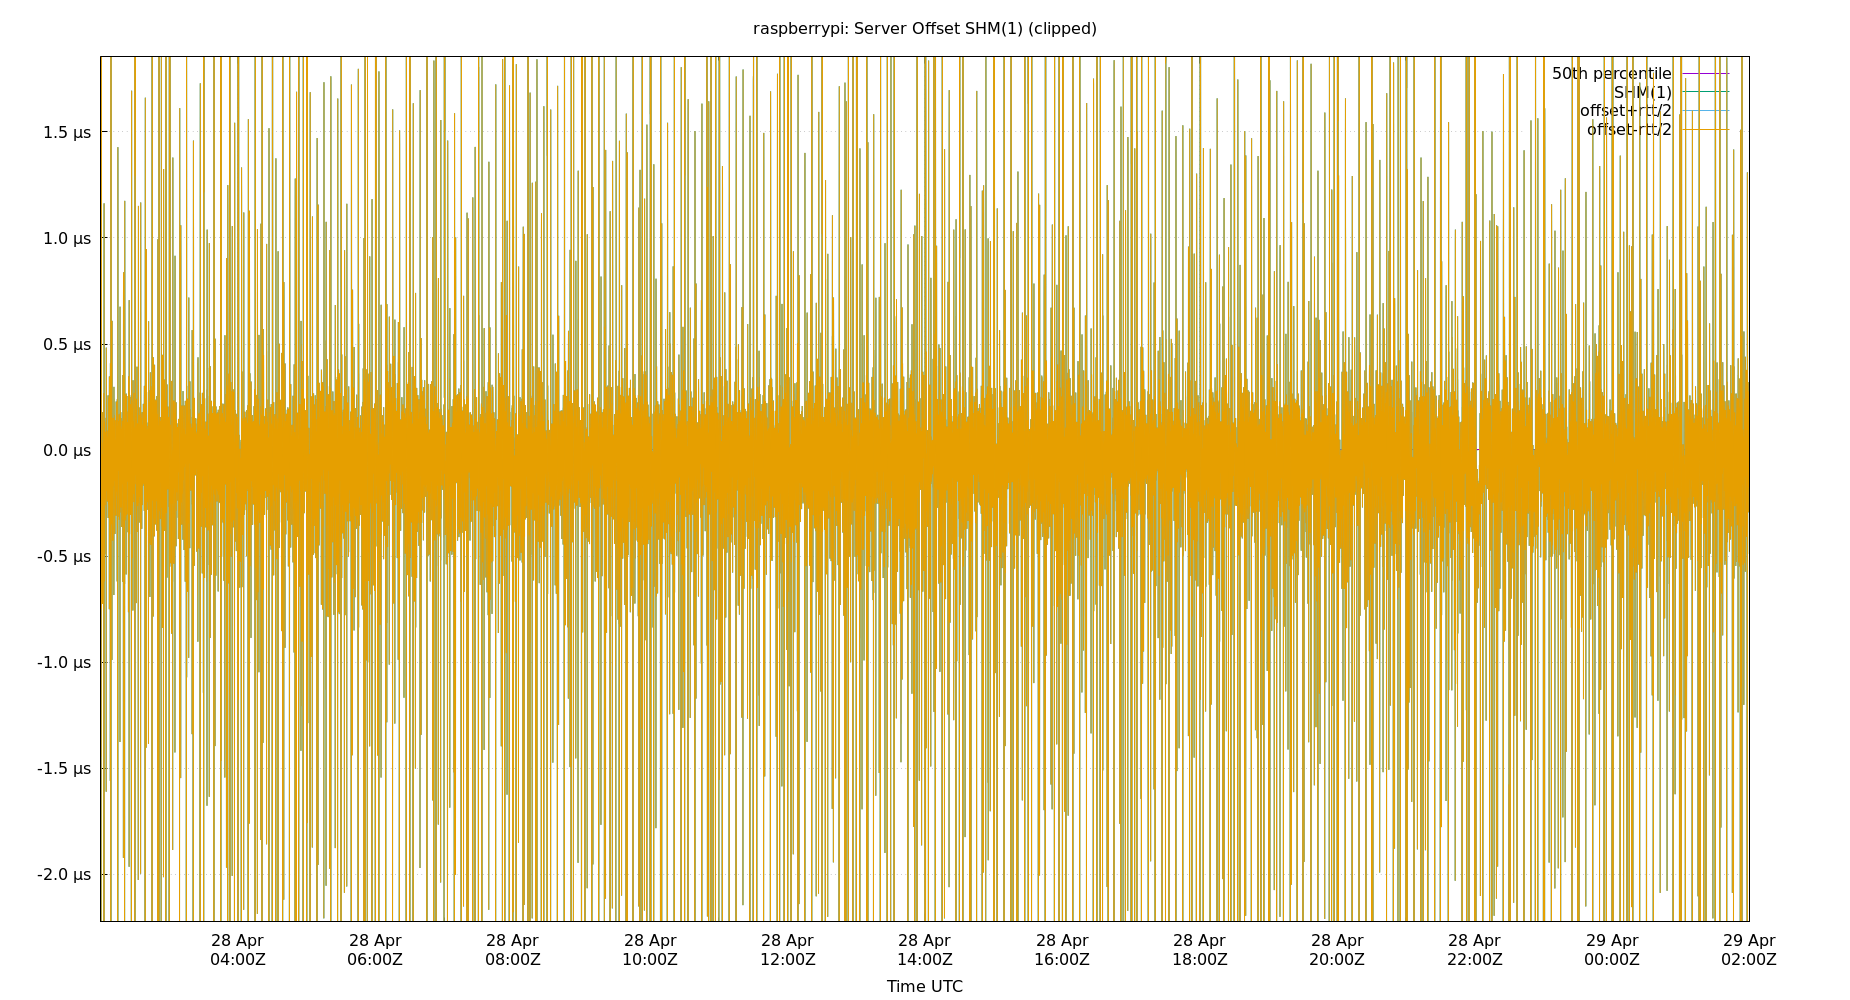 raspberrypi: Server Offset SHM(1) (clipped)
50th percentile
SHM(1)
offset+rtt/2
offset-rtt/2
1.5 µs
1.0 µs
0.5 µs
0.0 µs
-0.5 µs
-1.0 µs
-1.5 µs
-2.0 µs
28 Apr 28 Apr 28 Apr 28 Apr 28 Apr 28 Apr 28 Apr 28 Apr 28 Apr 28 Apr 29 Apr 29 Apr
04:00Z 06:00Z 08:00Z 10:00Z 12:00Z 14:00Z 16:00Z 18:00Z 20:00Z 22:00Z 00:00Z 02:00Z
Time UTC